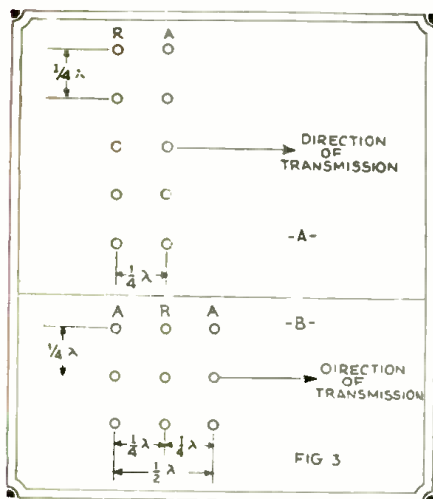 R A
1/4 λ
DIRECTION
OF
TRANSMISSION
-A-
1/4 λ
A R A
-B-
1/4 λ
DIRECTION
OF
TRANSMISSION
1/4 λ 1/4 λ
1/2 λ
FIG 3